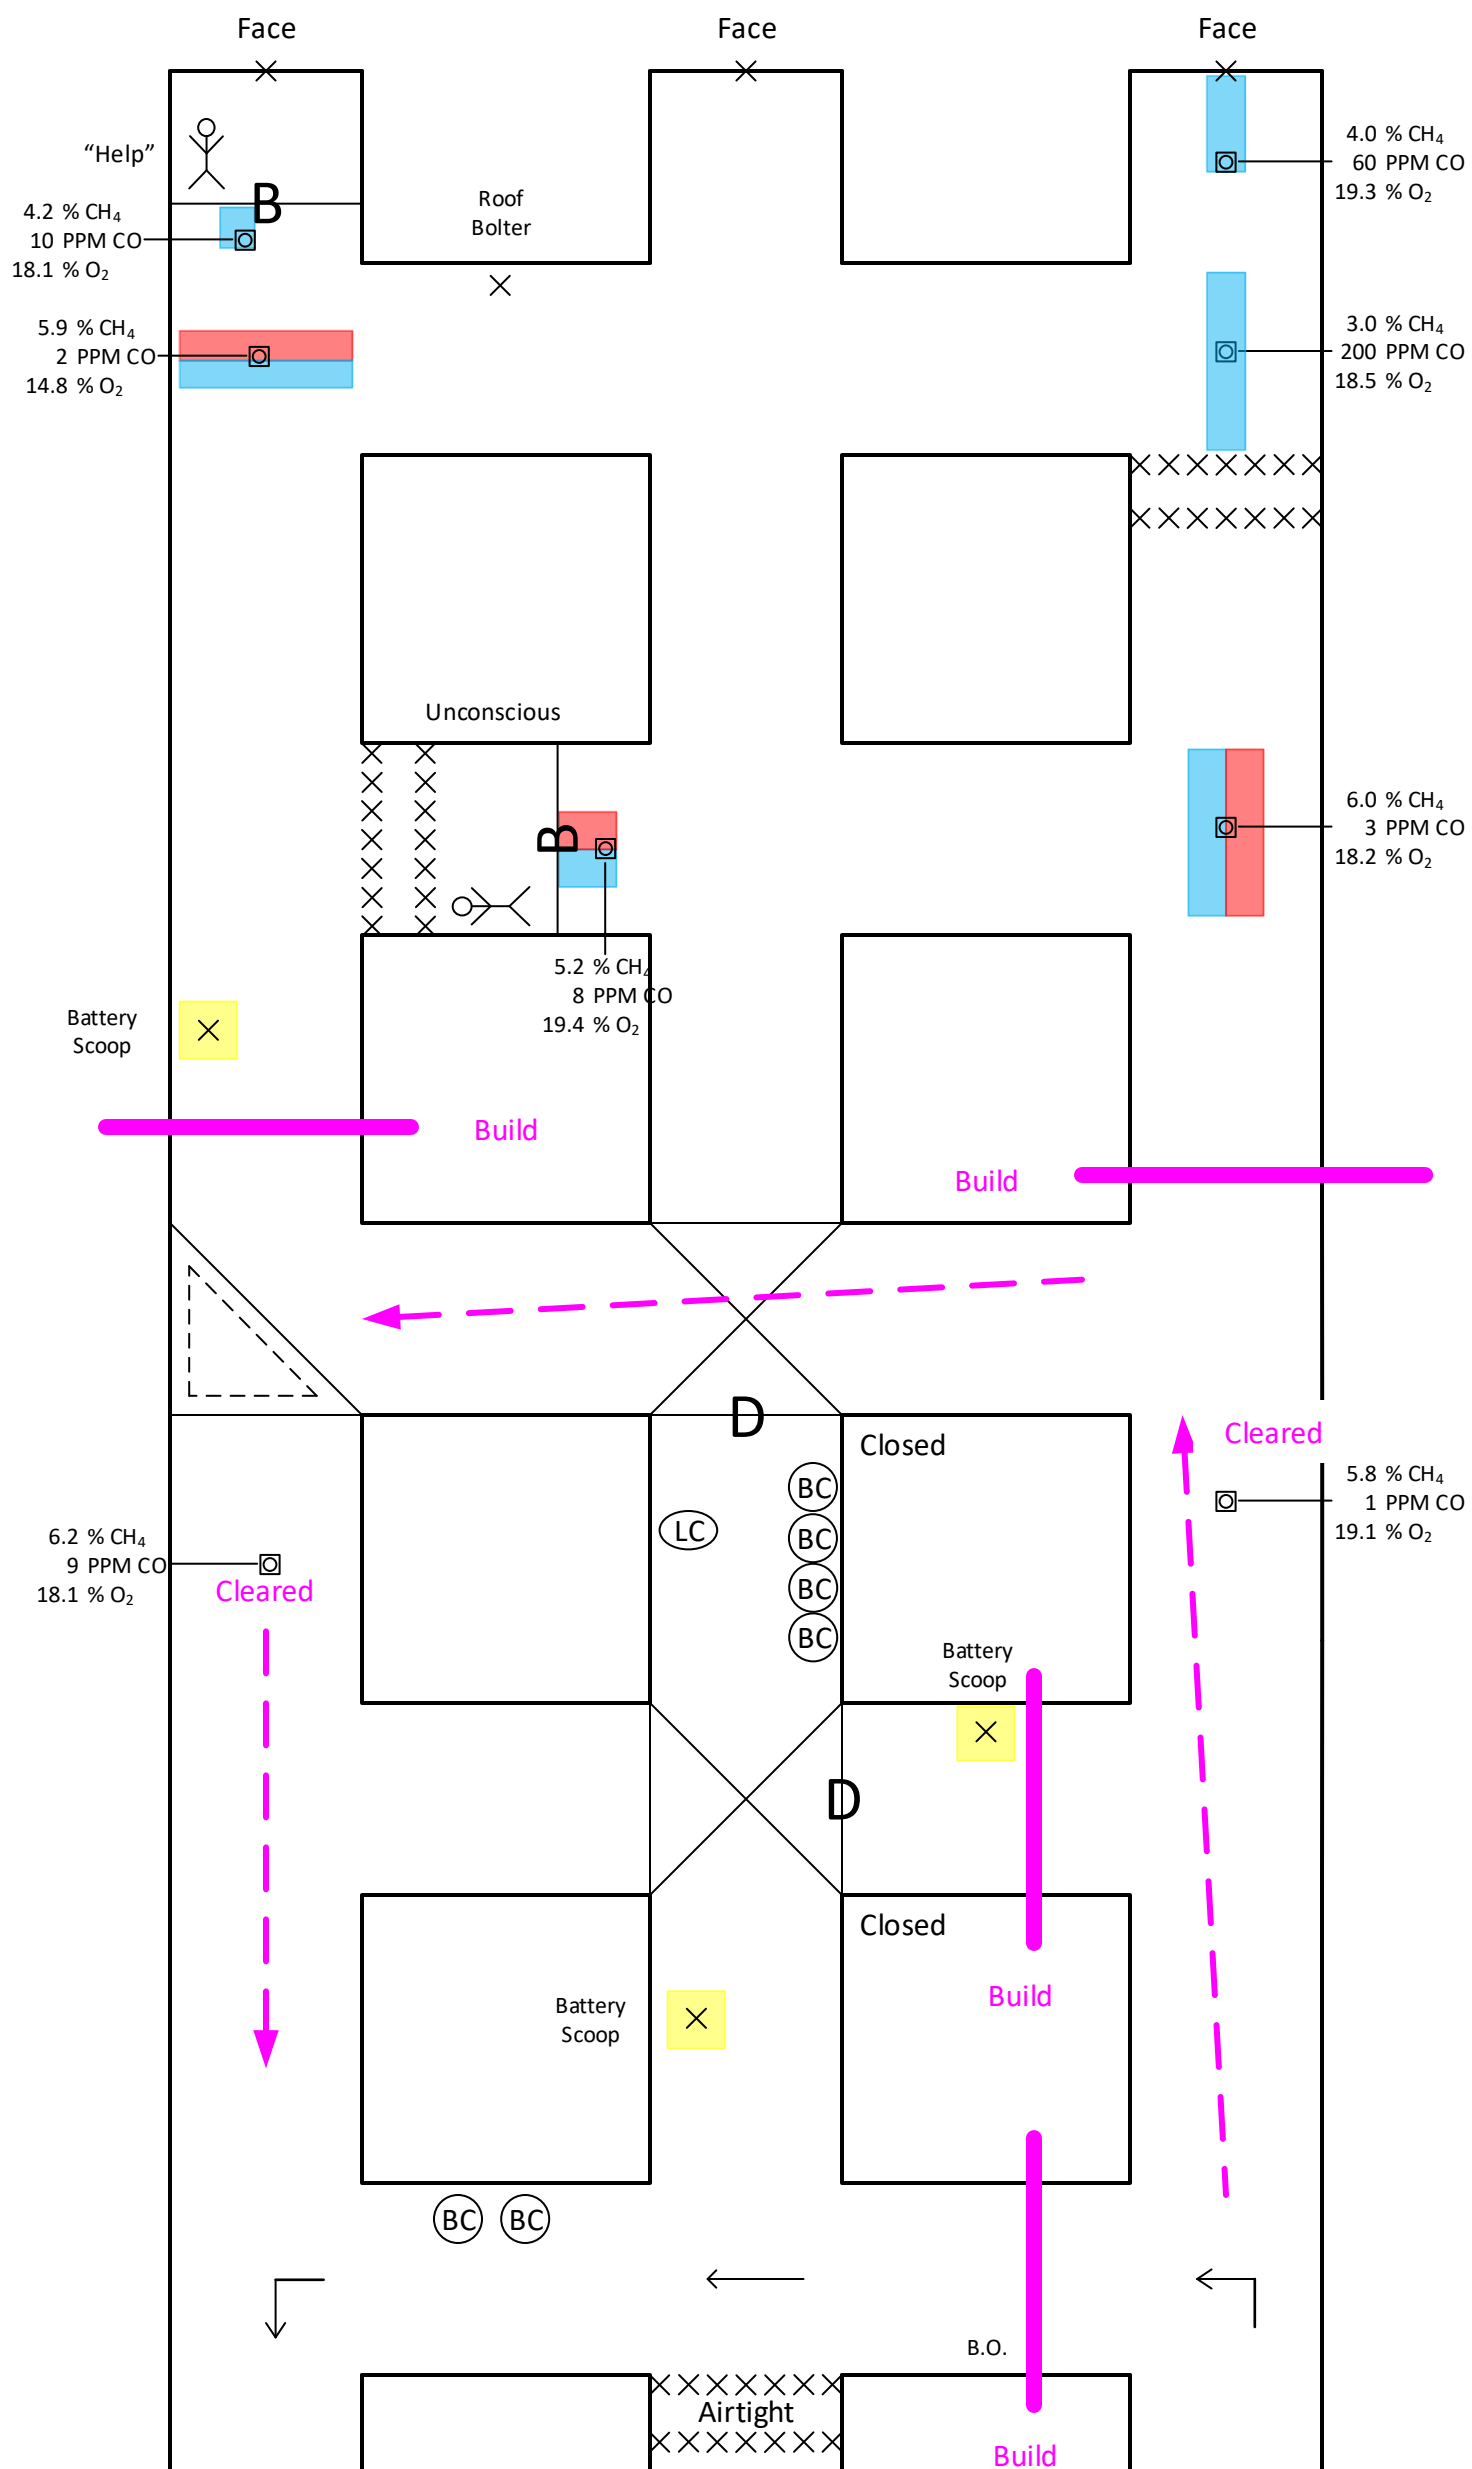 Face
Face
Face
“Help”
4.0 % CH₄
60 PPM CO
19.3 % O₂
B
Roof
Bolter
4.2 % CH₄
10 PPM CO
18.1 % O₂
5.9 % CH₄
2 PPM CO
14.8 % O₂
3.0 % CH₄
200 PPM CO
18.5 % O₂
Unconscious
B
6.0 % CH₄
3 PPM CO
18.2 % O₂
5.2 % CH₄
8 PPM CO
19.4 % O₂
Battery
Scoop
Build
Build
D
Closed
Cleared
5.8 % CH₄
1 PPM CO
19.1 % O₂
BC
LC
BC
BC
BC
6.2 % CH₄
9 PPM CO
18.1 % O₂
Cleared
Battery
Scoop
D
Closed
Build
Battery
Scoop
BC BC
B.O.
Airtight
Build